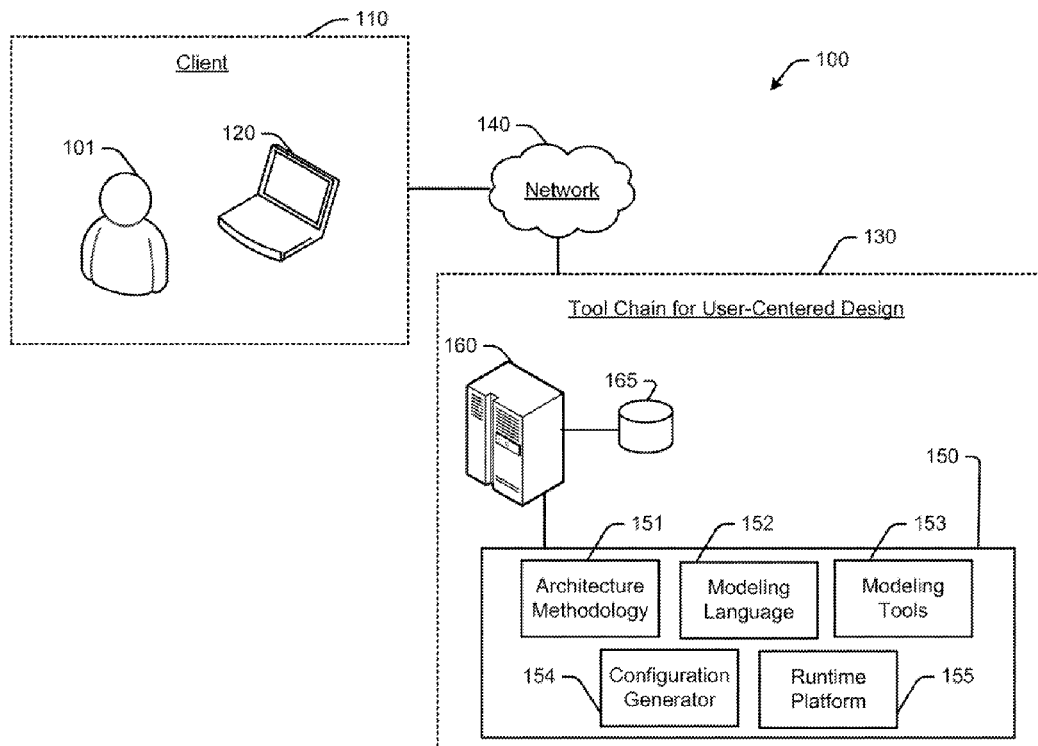 110
Client
100
101
120
140
Network
130
Tool Chain for User-Centered Design
160
165
150
151
152
153
Architecture
Methodology
Modeling
Language
Modeling
Tools
154
Configuration
Generator
Runtime
Platform
155